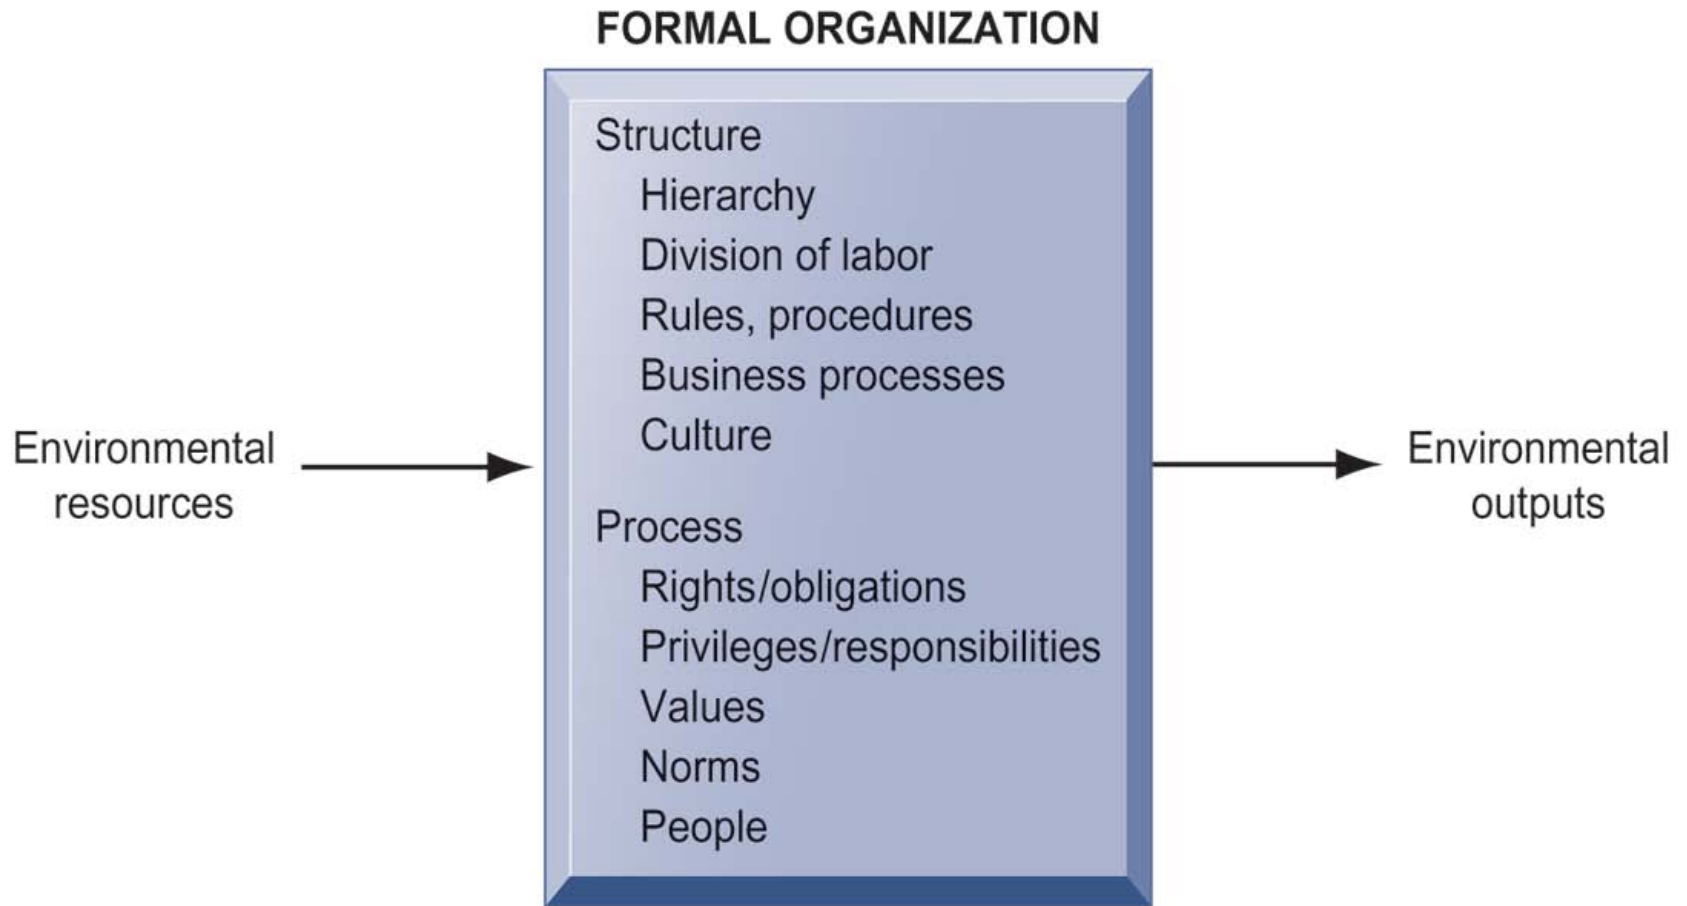 FORMAL ORGANIZATION
Structure
Hierarchy
Division of labor
Rules, procedures
Business processes
Culture
Environmental
resources
Environmental
outputs
Process
Rights/obligations
Privileges/responsibilities
Values
Norms
People